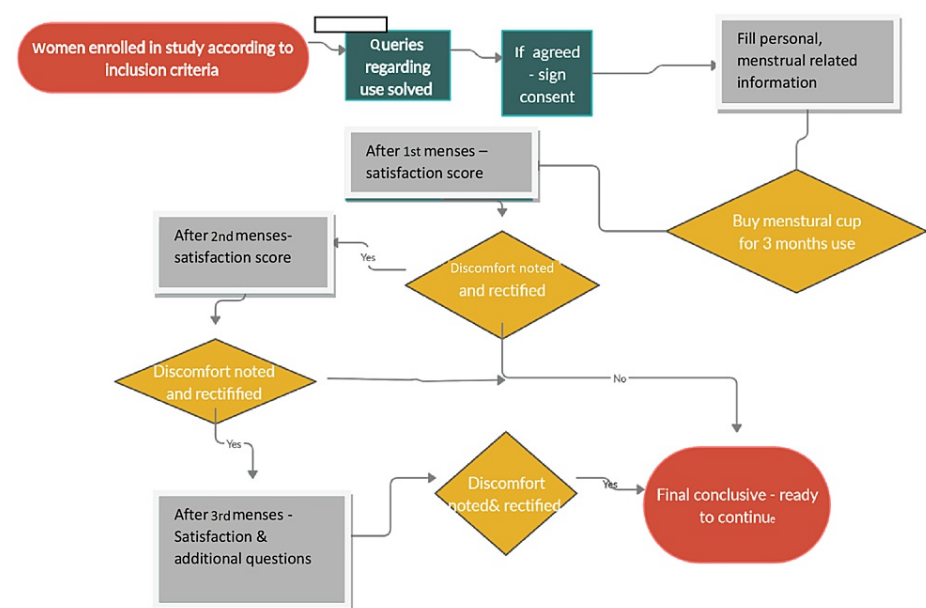 Women enrolled in study according to
inclusion criteria
Queries
regarding
use solved
If agreed
- sign
consent
Fill personal,
menstrual related
information
After 1st menses –
satisfaction score
Buy menstural cup
for 3 months use
After 2nd menses-
satisfaction score
Yes
Discomfort noted
and rectified
Discomfort noted
and rectifified
No
Yes
After 3rd menses -
Satisfaction &
additional questions
Discomfort
noted& rectified
Yes
Final conclusive - ready
to continue